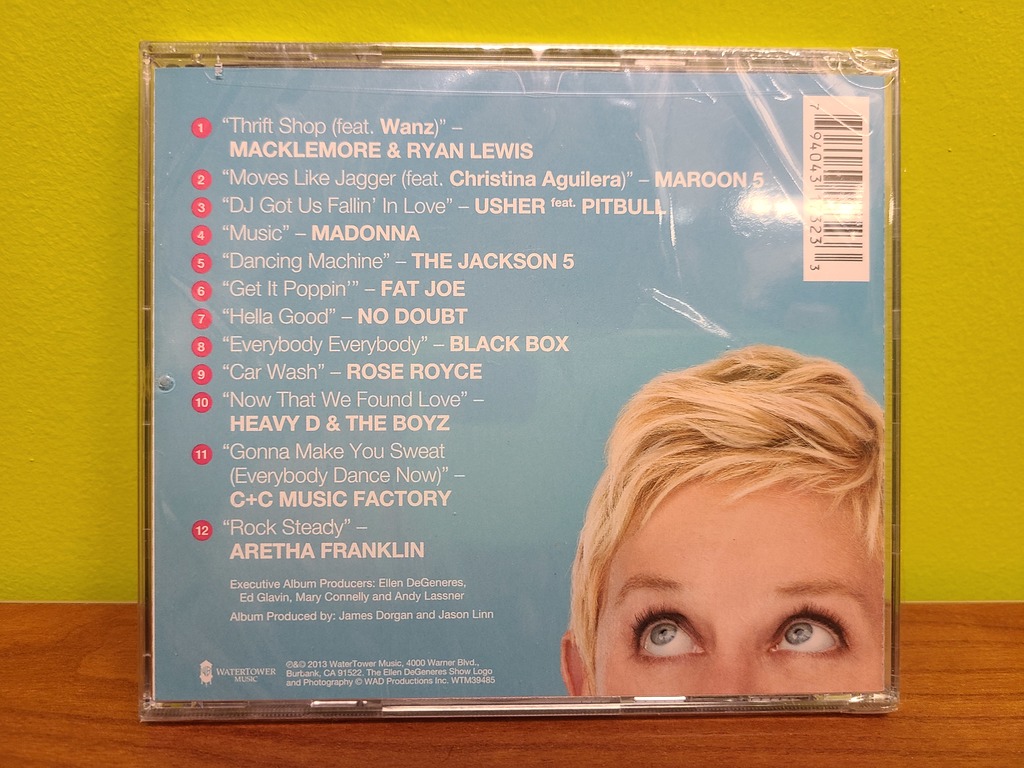 1 “Thrift Shop (feat. Wanz)” –
MACKLEMORE & RYAN LEWIS
2 “Moves Like Jagger (feat. Christina Aguilera)” – MAROON 5
3 “DJ Got Us Fallin’ In Love” – USHER feat. PITBULL
4 “Music” – MADONNA
5 “Dancing Machine” – THE JACKSON 5
6 “Get It Poppin’” – FAT JOE
7 “Hella Good” – NO DOUBT
8 “Everybody Everybody” – BLACK BOX
9 “Car Wash” – ROSE ROYCE
10 “Now That We Found Love” –
HEAVY D & THE BOYZ
11 “Gonna Make You Sweat
(Everybody Dance Now)” –
C+C MUSIC FACTORY
12 “Rock Steady” –
ARETHA FRANKLIN
Executive Album Producers: Ellen DeGeneres,
Ed Glavin, Mary Connelly and Andy Lassner
Album Produced by: James Dorgan and Jason Linn
WATERTOWER
MUSIC
℗&© 2013 WaterTower Music, 4000 Warner Blvd.,
Burbank, CA 91522. The Ellen DeGeneres Show Logo
and Photography © WAD Productions Inc. WTM39485
7 94043 3